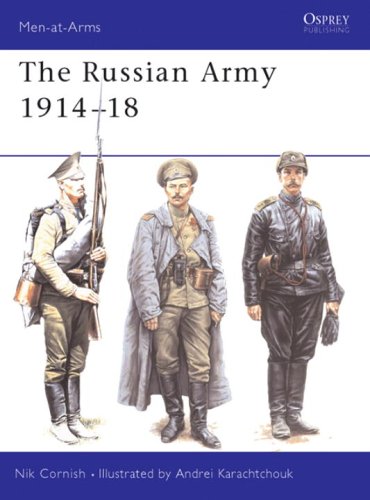 Men-at-Arms
OSPREY
PUBLISHING
The Russian Army
1914–18
Nik Cornish • Illustrated by Andrei Karachtchouk